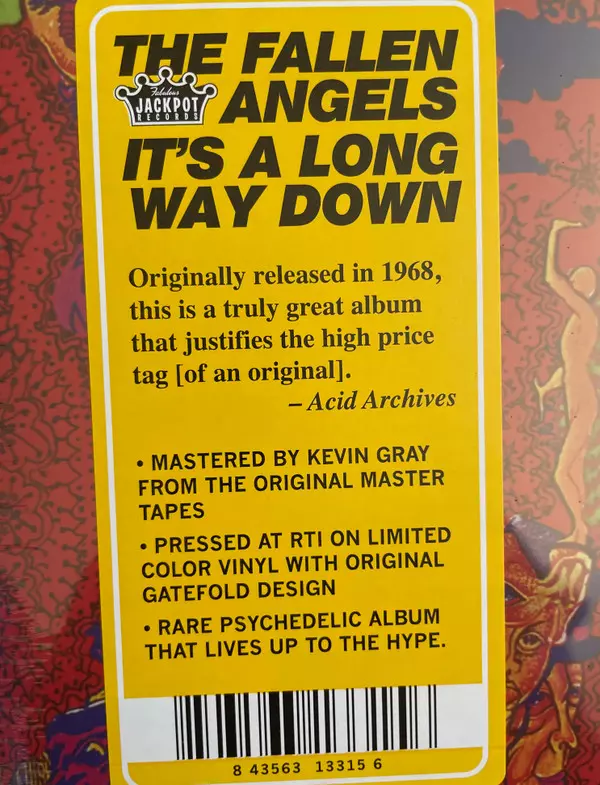 THE FALLEN
ANGELS
Fabulous
JACKPOT
RECORDS
IT'S A LONG
WAY DOWN
Originally released in 1968,
this is a truly great album
that justifies the high price
tag [of an original].
– Acid Archives
• MASTERED BY KEVIN GRAY
FROM THE ORIGINAL MASTER
TAPES
• PRESSED AT RTI ON LIMITED
COLOR VINYL WITH ORIGINAL
GATEFOLD DESIGN
• RARE PSYCHEDELIC ALBUM
THAT LIVES UP TO THE HYPE.
8 43563 13315 6